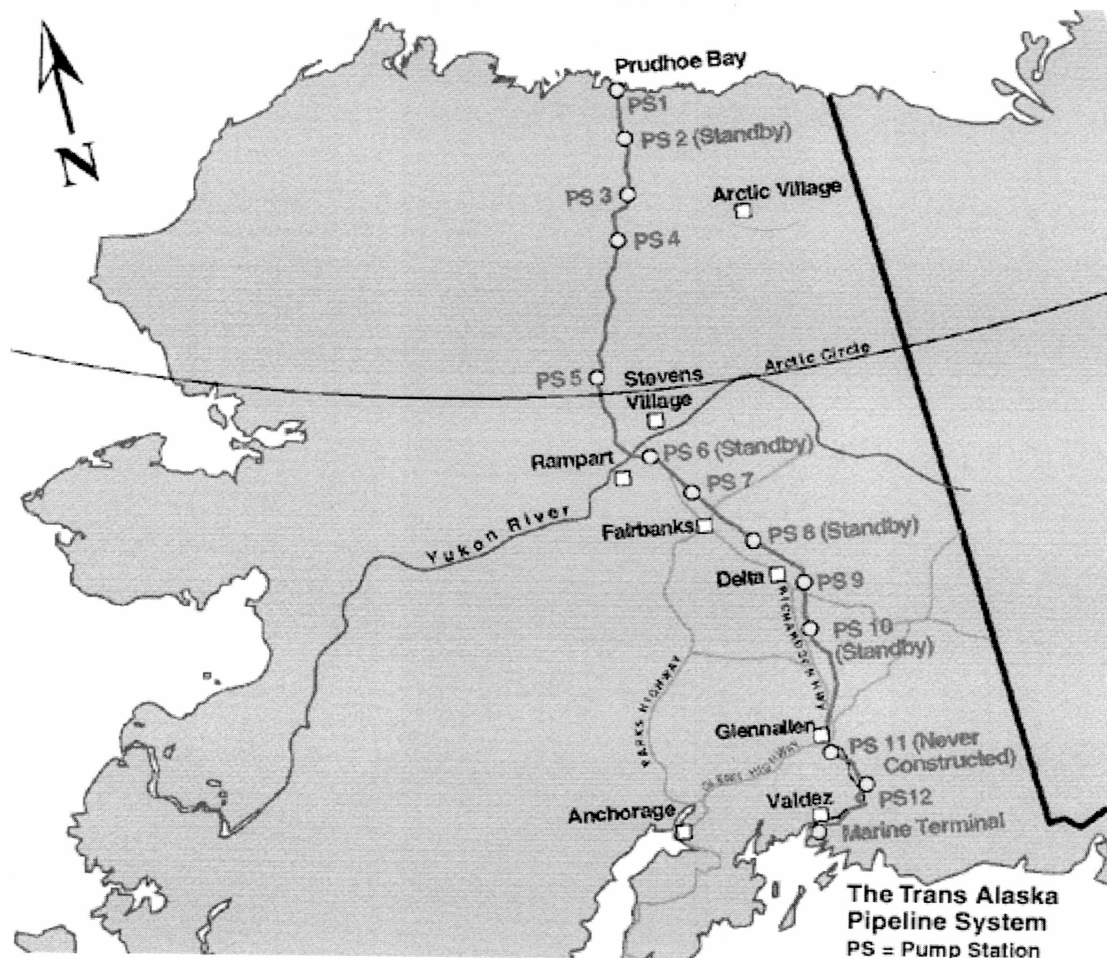 Prudhoe Bay
N
PS1
PS 2 (Standby)
PS 3
Arctic Village
PS 4
Arctic Circle
PS 5
Stevens
Village
PS 6 (Standby)
Rampart
PS 7
Yukon River
Fairbanks
PS 8 (Standby)
Delta
PS 9
RICHARDSON HWY
PS 10
(Standby)
PARKS HIGHWAY
Glennallen
PS 11 (Never
Constructed)
GLENN HIGHWAY
Valdez
PS12
Anchorage
Marine Terminal
The Trans Alaska
Pipeline System
PS = Pump Station